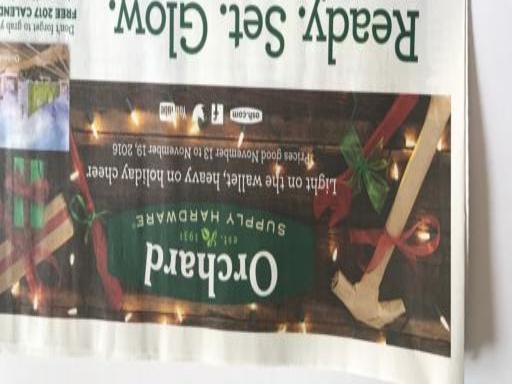 Orchard
est. 1931
SUPPLY HARDWARE®
Light on the wallet, heavy on holiday cheer
Prices good November 13 to November 19, 2016
osh.com
Ready. Set. Glow.
Don't forget to grab
FREE 2017 CALEND